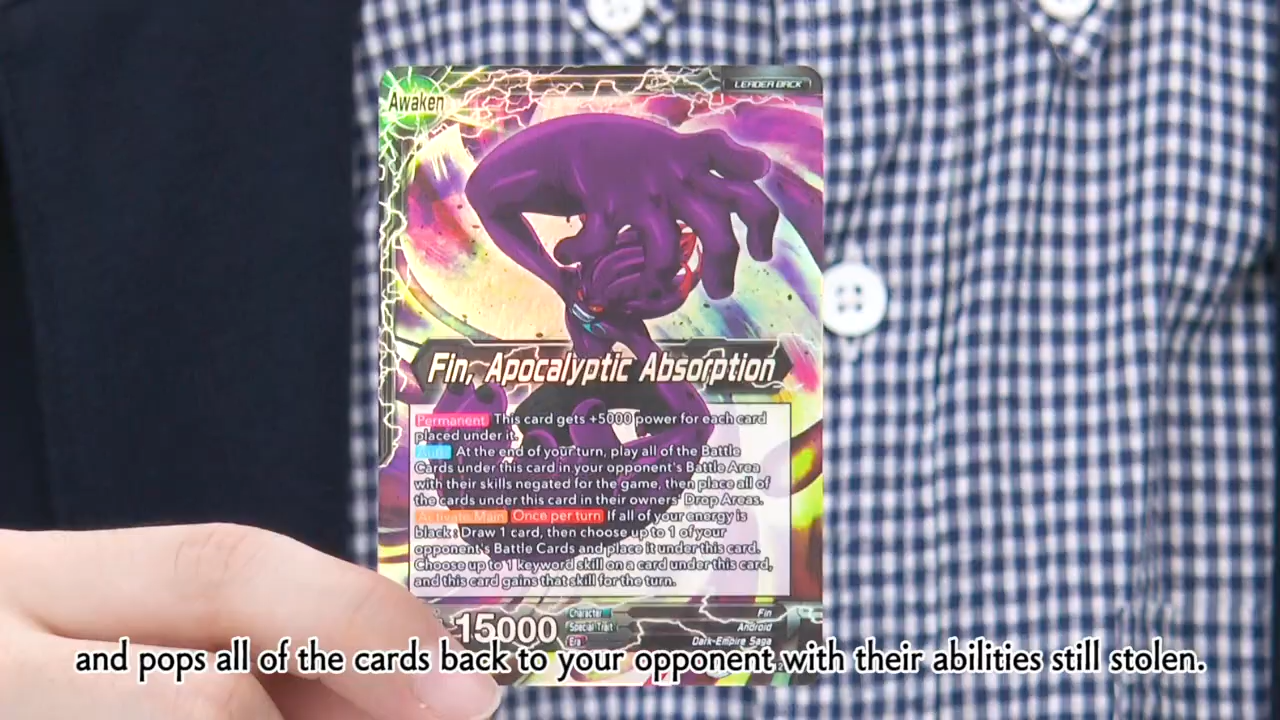 Awaken
LEADER BACK
Fin, Apocalyptic Absorption
Permanent This card gets +5000 power for each card
placed under it.
Auto At the end of your turn, play all of the Battle
Cards under this card in your opponent's Battle Area
with their skills negated for the game, then place all of
the cards under this card in their owners' Drop Areas.
Activate:Main Once per turn If all of your energy is
black : Draw 1 card, then choose up to 1 of your
opponent's Battle Cards and place it under this card.
Choose up to 1 keyword skill on a card under this card,
and this card gains that skill for the turn.
15000
Character Fin
Special Trait Android
Era Dark-Empire Saga
and pops all of the cards back to your opponent with their abilities still stolen.